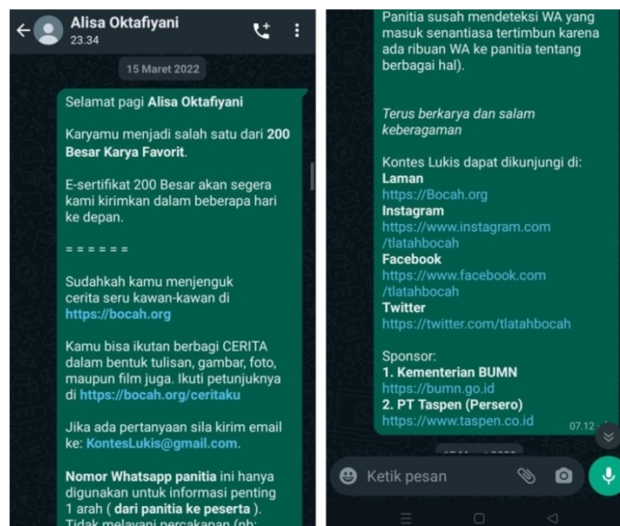 Alisa Oktafiyani
23.34
15 Maret 2022
Selamat pagi Alisa Oktafiyani
Karyamu menjadi salah satu dari 200
Besar Karya Favorit.
E-sertifikat 200 Besar akan segera
kami kirimkan dalam beberapa hari
ke depan.
= = = = = =
Sudahkah kamu menjenguk
cerita seru kawan-kawan di
https://bocah.org
Kamu bisa ikutan berbagi CERITA
dalam bentuk tulisan, gambar, foto,
maupun film juga. Ikuti petunjuknya
di https://bocah.org/ceritaku
Jika ada pertanyaan sila kirim email
ke: KontesLukis@gmail.com.
Nomor Whatsapp panitia ini hanya
digunakan untuk informasi penting
1 arah ( dari panitia ke peserta ).
Tidak melayani percakapan (nb:
Panitia susah mendeteksi WA yang
masuk senantiasa tertimbun karena
ada ribuan WA ke panitia tentang
berbagai hal).
Terus berkarya dan salam
keberagaman
Kontes Lukis dapat dikunjungi di:
Laman
https://Bocah.org
Instagram
https://www.instagram.com
/tlatahbocah
Facebook
https://www.facebook.com
/tlatahbocah
Twitter
https://twitter.com/tlatahbocah
Sponsor:
1. Kementerian BUMN
https://bumn.go.id
2. PT Taspen (Persero)
https://www.taspen.co.id
07.12
Ketik pesan